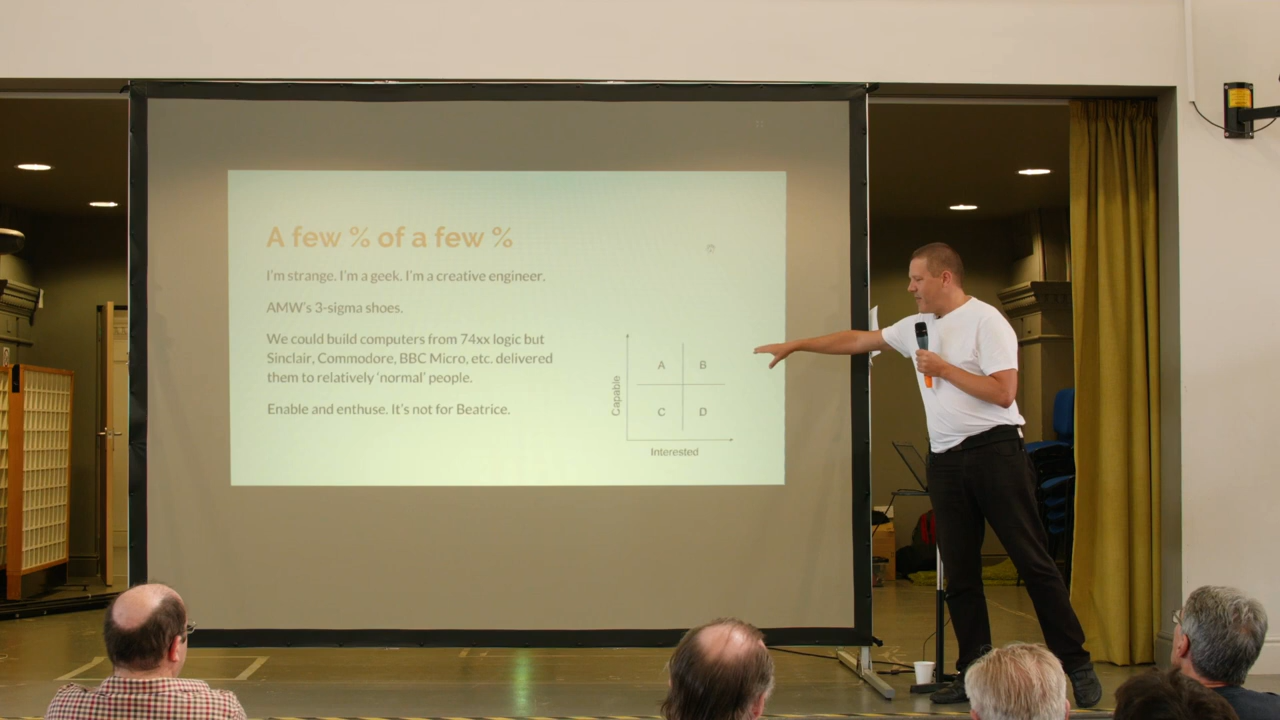 A few % of a few %
I'm strange. I'm a geek. I'm a creative engineer.
AMW's 3-sigma shoes.
We could build computers from 74xx logic but
Sinclair, Commodore, BBC Micro, etc. delivered
them to relatively 'normal' people.
Enable and enthuse. It's not for Beatrice.
Capable
A B
C D
Interested